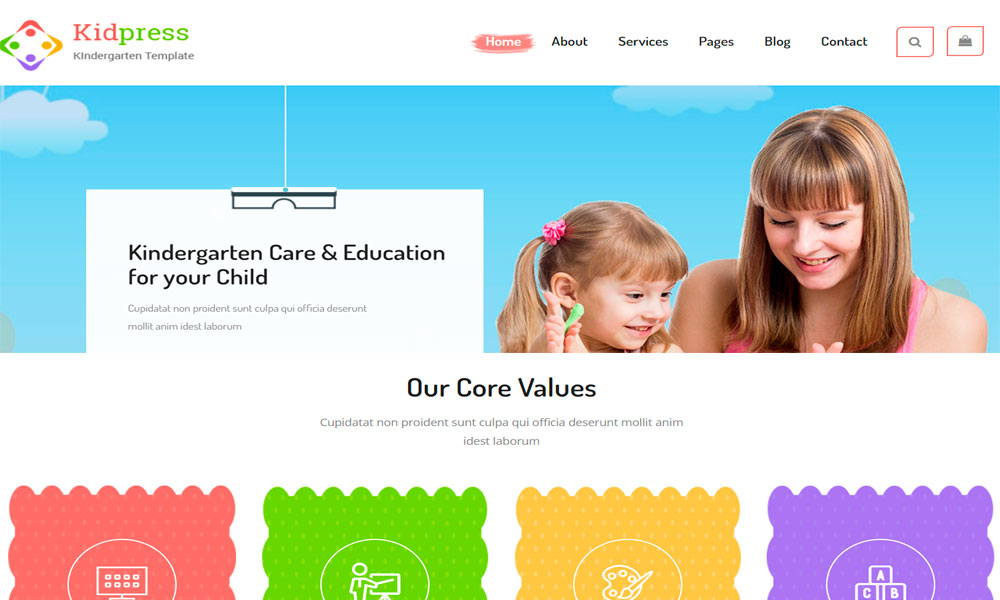 Kidpress
KIndergarten Template
Home About Services Pages Blog Contact
Kindergarten Care & Education
for your Child
Cupidatat non proident sunt culpa qui officia deserunt
mollit anim idest laborum
Our Core Values
Cupidatat non proident sunt culpa qui officia deserunt mollit anim
idest laborum
A
C B